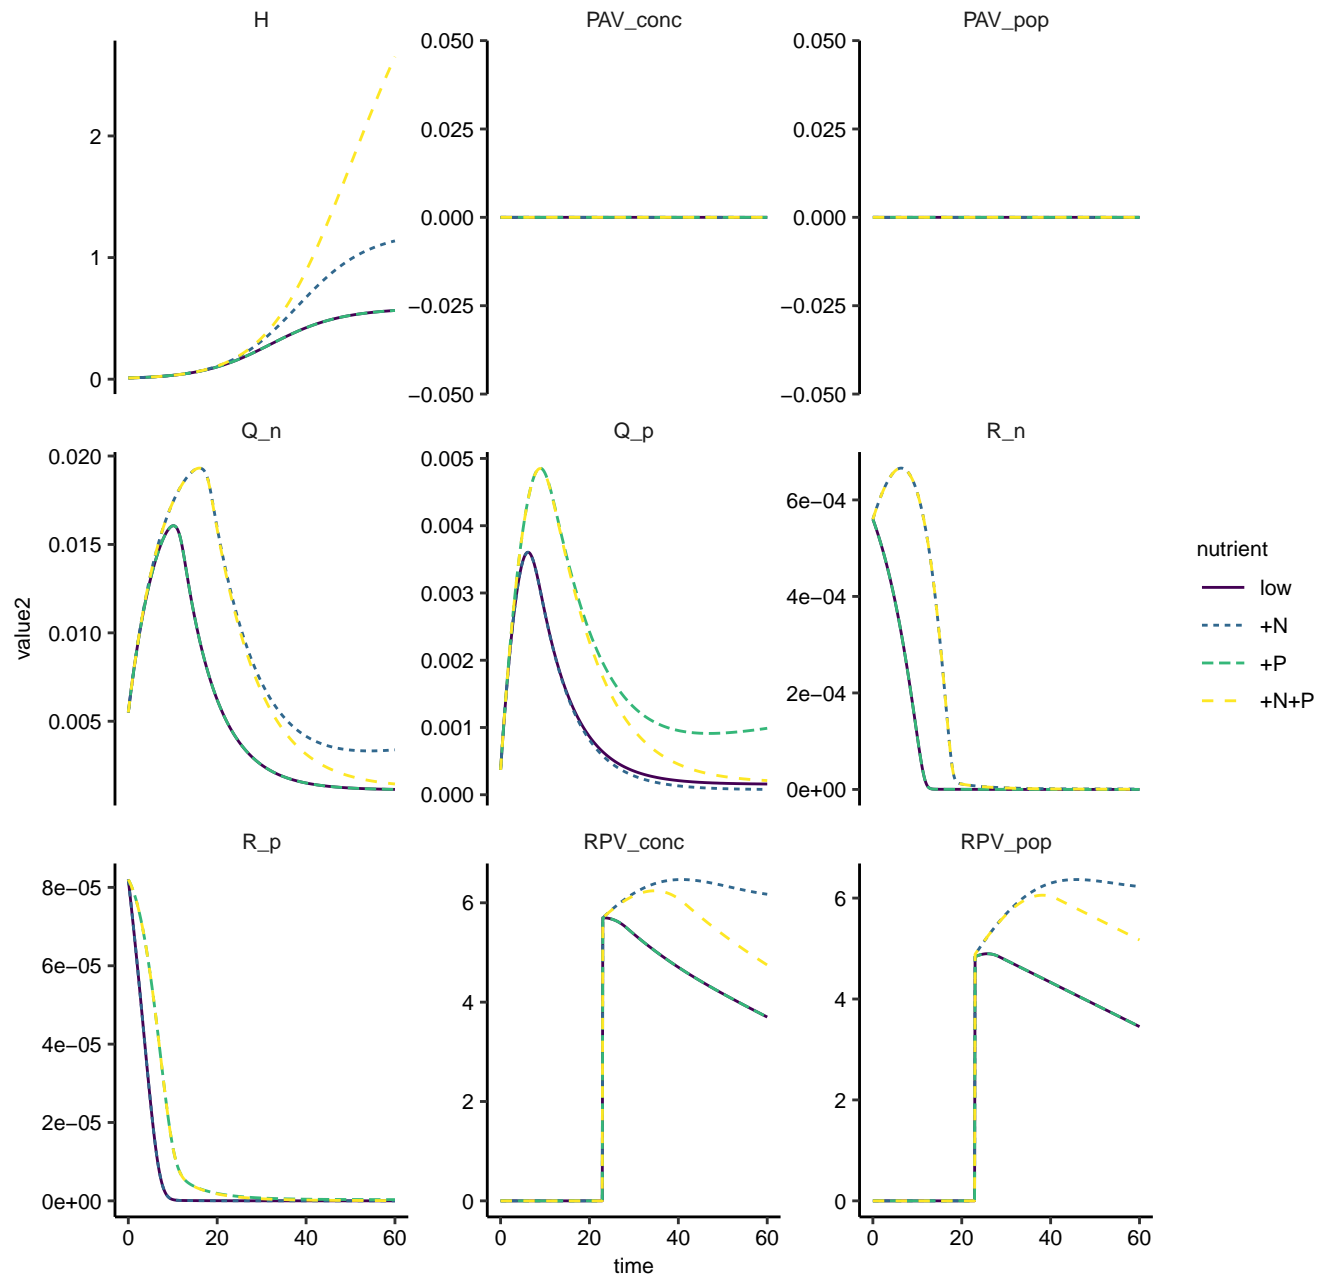 H
PAV_conc
PAV_pop
2
1
0
0.050
0.025
0.000
−0.025
−0.050
0.050
0.025
0.000
−0.025
−0.050
Q_n
Q_p
R_n
0.020
0.015
0.010
0.005
0.005
0.004
0.003
0.002
0.001
0.000
6e−04
4e−04
2e−04
0e+00
value2
nutrient
low
+N
+P
+N+P
R_p
RPV_conc
RPV_pop
8e−05
6e−05
4e−05
2e−05
0e+00
6
4
2
0
6
4
2
0
0 20 40 60
0 20 40 60
0 20 40 60
time